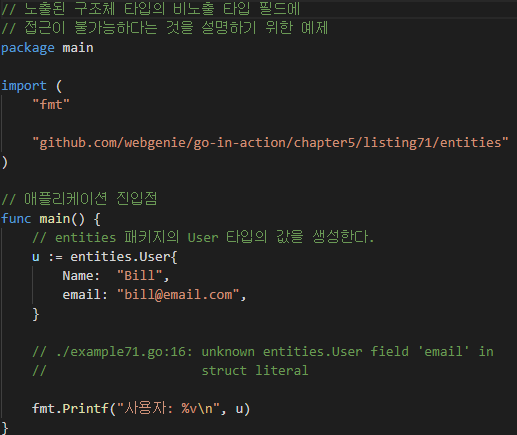 // 노출된 구조체 타입의 비노출 타입 필드에
// 접근이 불가능하다는 것을 설명하기 위한 예제
package main
import (
"fmt"
"github.com/webgenie/go-in-action/chapter5/listing71/entities"
)
// 애플리케이션 진입점
func main() {
// entities 패키지의 User 타입의 값을 생성한다.
u := entities.User{
Name:  "Bill",
email: "bill@email.com",
}
// ./example71.go:16: unknown entities.User field 'email' in
//                    struct literal
fmt.Printf("사용자: %v\n", u)
}